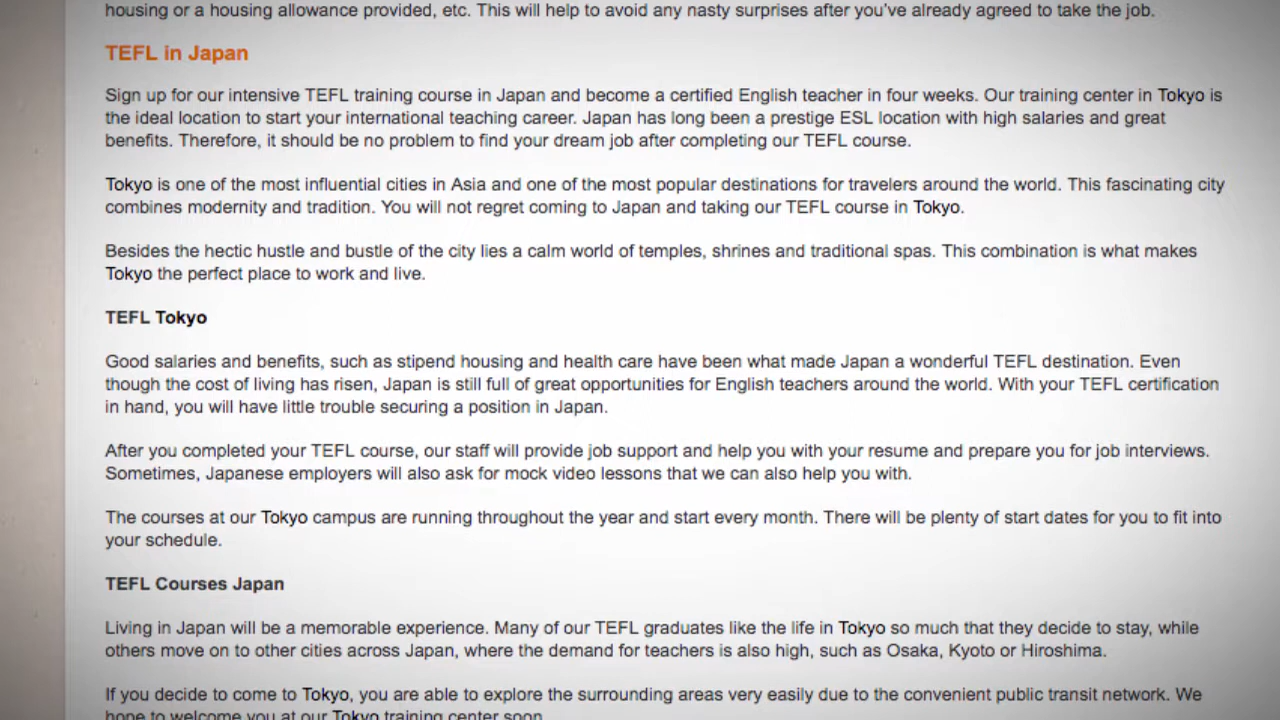 housing or a housing allowance provided, etc. This will help to avoid any nasty surprises after you've already agreed to take the job.
TEFL in Japan
Sign up for our intensive TEFL training course in Japan and become a certified English teacher in four weeks. Our training center in Tokyo is
the ideal location to start your international teaching career. Japan has long been a prestige ESL location with high salaries and great
benefits. Therefore, it should be no problem to find your dream job after completing our TEFL course.
Tokyo is one of the most influential cities in Asia and one of the most popular destinations for travelers around the world. This fascinating city
combines modernity and tradition. You will not regret coming to Japan and taking our TEFL course in Tokyo.
Besides the hectic hustle and bustle of the city lies a calm world of temples, shrines and traditional spas. This combination is what makes
Tokyo the perfect place to work and live.
TEFL Tokyo
Good salaries and benefits, such as stipend housing and health care have been what made Japan a wonderful TEFL destination. Even
though the cost of living has risen, Japan is still full of great opportunities for English teachers around the world. With your TEFL certification
in hand, you will have little trouble securing a position in Japan.
After you completed your TEFL course, our staff will provide job support and help you with your resume and prepare you for job interviews.
Sometimes, Japanese employers will also ask for mock video lessons that we can also help you with.
The courses at our Tokyo campus are running throughout the year and start every month. There will be plenty of start dates for you to fit into
your schedule.
TEFL Courses Japan
Living in Japan will be a memorable experience. Many of our TEFL graduates like the life in Tokyo so much that they decide to stay, while
others move on to other cities across Japan, where the demand for teachers is also high, such as Osaka, Kyoto or Hiroshima.
If you decide to come to Tokyo, you are able to explore the surrounding areas very easily due to the convenient public transit network. We
hope to welcome you at our Tokyo training center soon